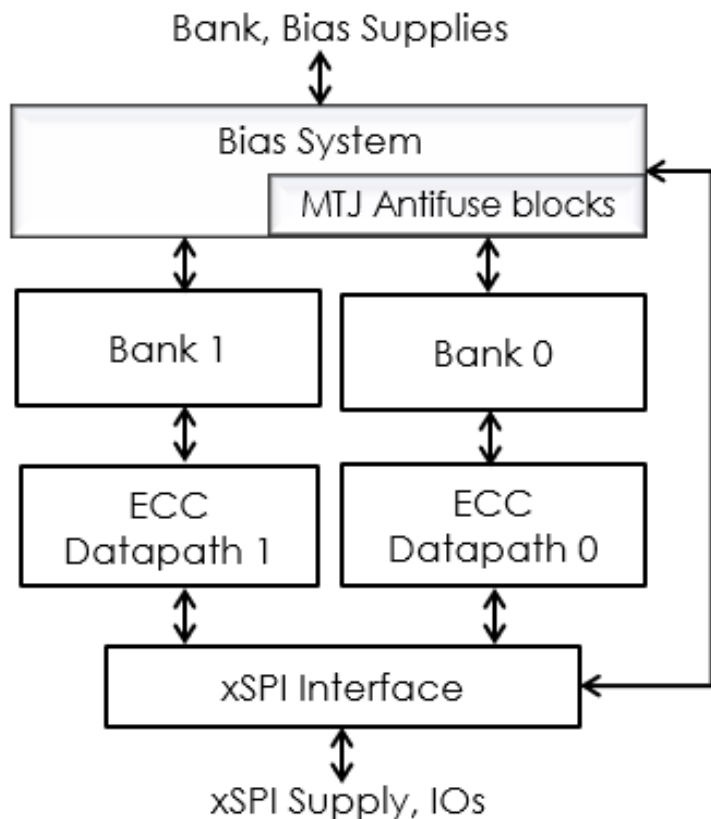 Bank, Bias Supplies
Bias System
MTJ Antifuse blocks
Bank 1
Bank 0
ECC
Datapath 1
ECC
Datapath 0
xSPI Interface
xSPI Supply, IOs